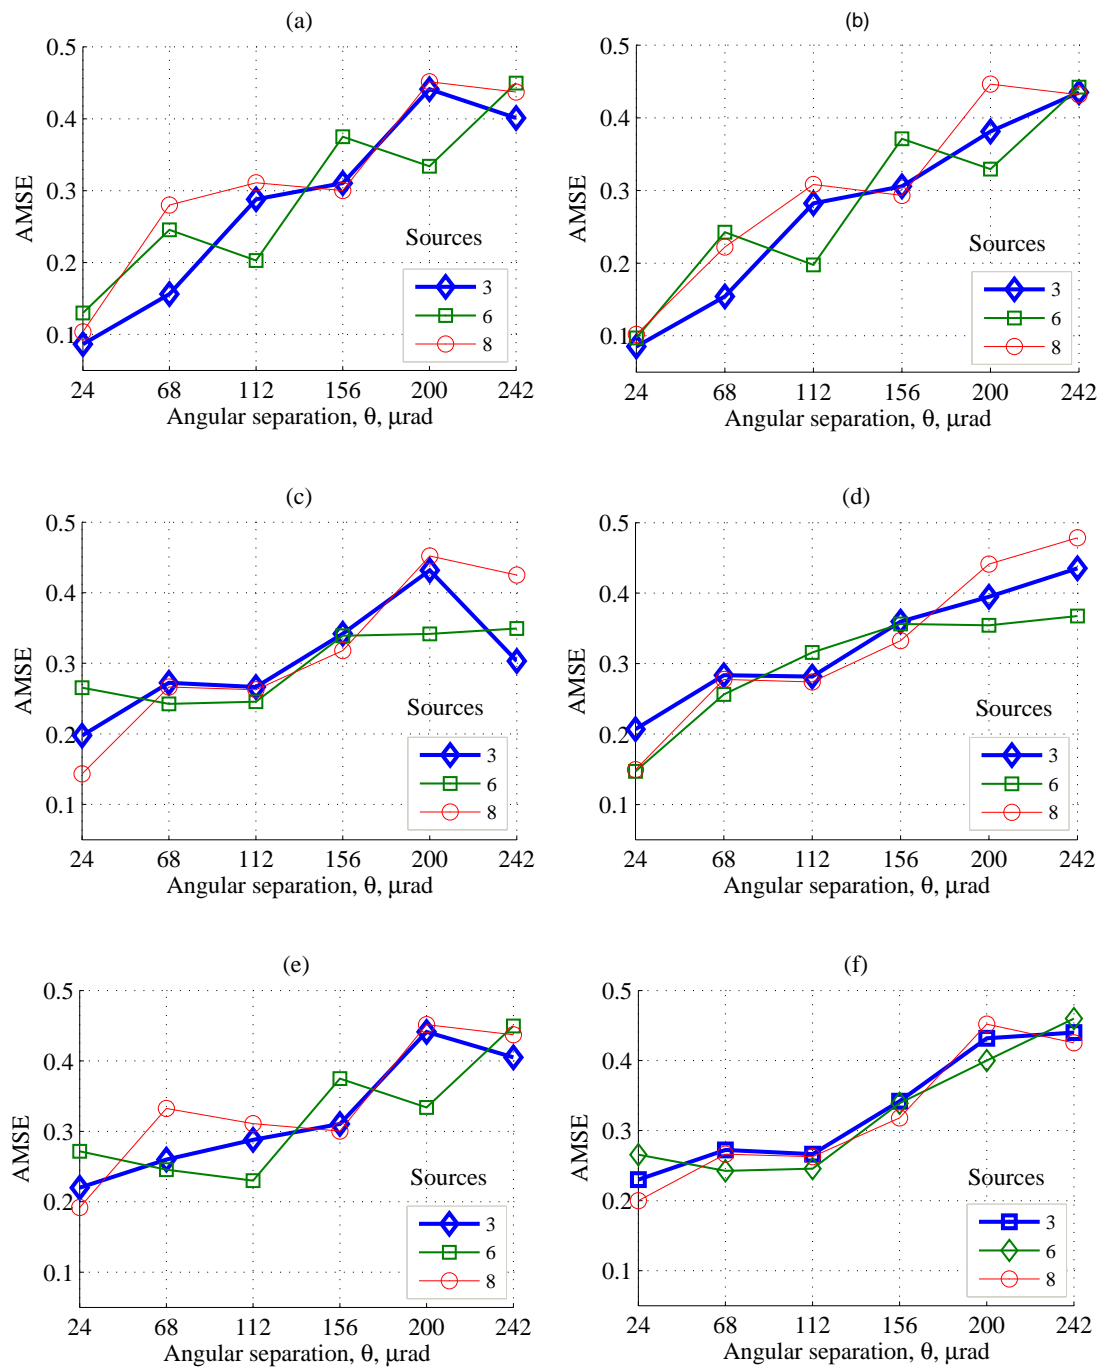 (a)
0.5
0.4
0.3
0.2
0.1
AMSE
Sources
3
6
8
24 68 112 156 200 242
Angular separation, θ, μrad
(b)
0.5
0.4
0.3
0.2
0.1
AMSE
Sources
3
6
8
24 68 112 156 200 242
Angular separation, θ, μrad
(c)
0.5
0.4
0.3
0.2
0.1
AMSE
Sources
3
6
8
24 68 112 156 200 242
Angular separation, θ, μrad
(d)
0.5
0.4
0.3
0.2
0.1
AMSE
Sources
3
6
8
24 68 112 156 200 242
Angular separation, θ, μrad
(e)
0.5
0.4
0.3
0.2
0.1
AMSE
Sources
3
6
8
24 68 112 156 200 242
Angular separation, θ, μrad
(f)
0.5
0.4
0.3
0.2
0.1
AMSE
Sources
3
6
8
24 68 112 156 200 242
Angular separation, θ, μrad